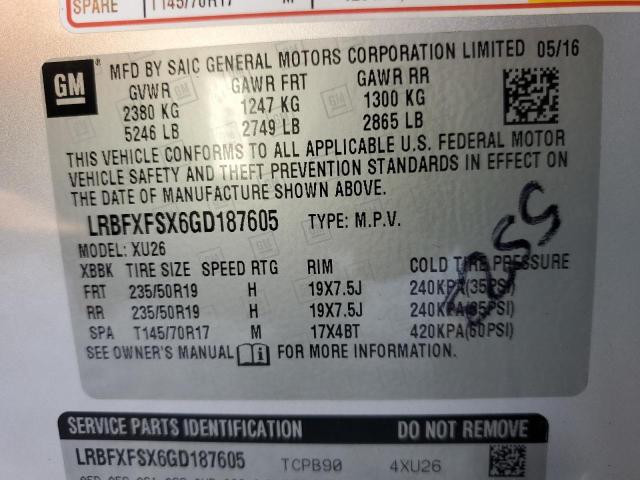 SPARE T145/70R17 M
GM
MFD BY SAIC GENERAL MOTORS CORPORATION LIMITED 05/16
GVWR GAWR FRT GAWR RR
2380 KG 1247 KG 1300 KG
5246 LB 2749 LB 2865 LB
THIS VEHICLE CONFORMS TO ALL APPLICABLE U.S. FEDERAL MOTOR
VEHICLE SAFETY AND THEFT PREVENTION STANDARDS IN EFFECT ON
THE DATE OF MANUFACTURE SHOWN ABOVE.
LRBFXFSX6GD187605 TYPE: M.P.V.
MODEL: XU26
XBBK TIRE SIZE SPEED RTG RIM COLD TIRE PRESSURE
FRT 235/50R19 H 19X7.5J 240KPA(35PSI)
RR 235/50R19 H 19X7.5J 240KPA(35PSI)
SPA T145/70R17 M 17X4BT 420KPA(60PSI)
SEE OWNER'S MANUAL FOR MORE INFORMATION.
SERVICE PARTS IDENTIFICATION DO NOT REMOVE
LRBFXFSX6GD187605 TCPB90 4XU26